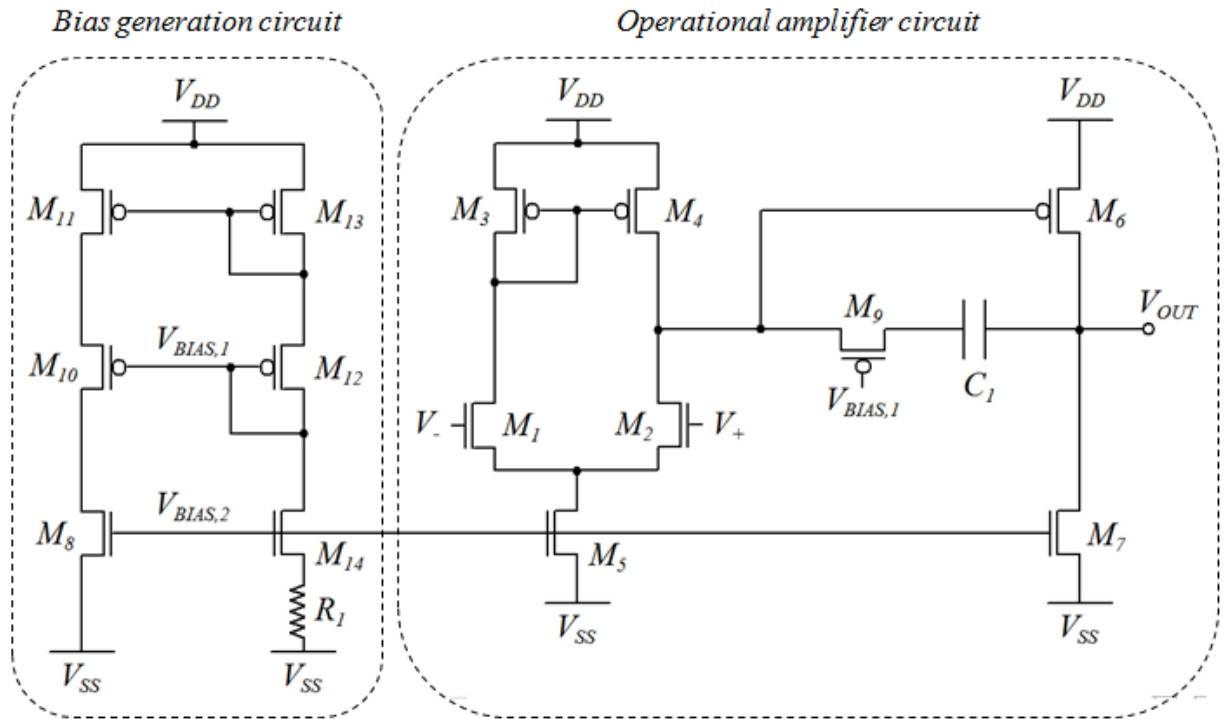 Bias generation circuit
Operational amplifier circuit
V_DD
V_DD
V_DD
M_11
M_13
M_3
M_4
M_6
V_BIAS,1
M_10
M_12
M_9
V_OUT
V_BIAS,1
C_1
V_-
M_1
M_2
V_+
V_BIAS,2
M_8
M_14
M_5
M_7
R_1
V_SS
V_SS
V_SS
V_SS